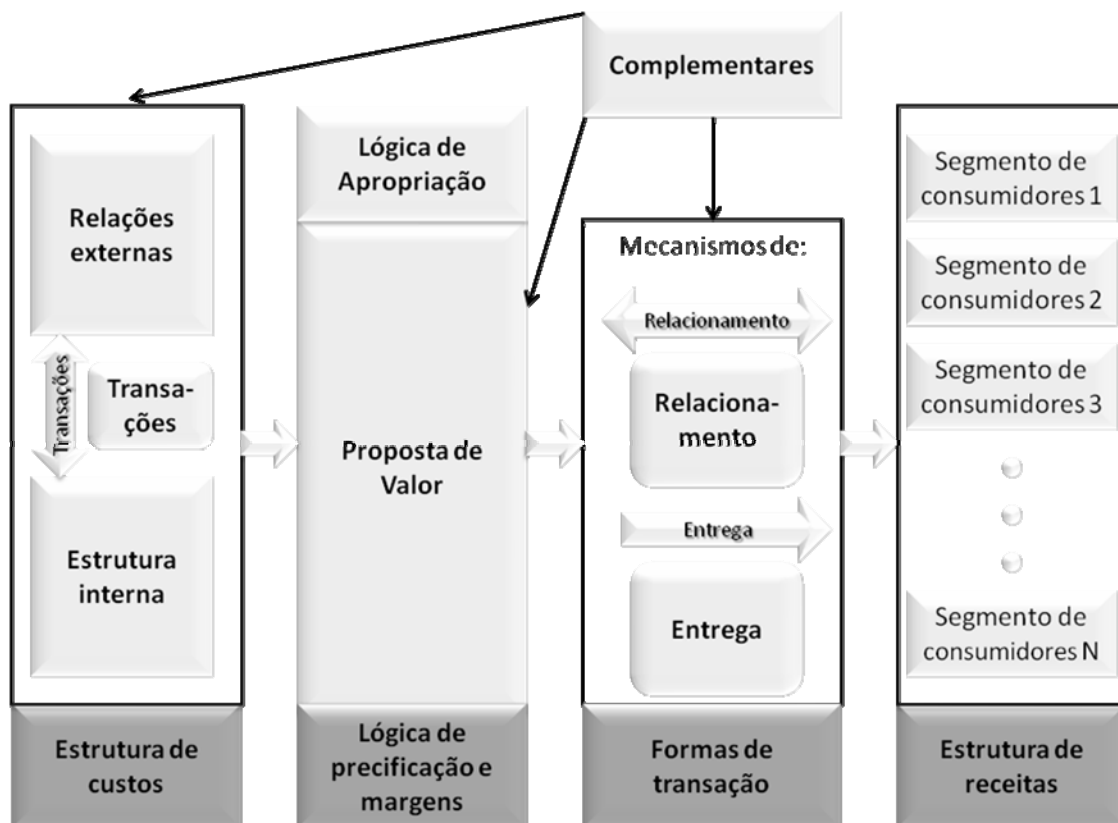 Complementares
Relações
externas
Transações
Transa-
ções
Estrutura
interna
Estrutura de
custos
Lógica de
Apropriação
Proposta de
Valor
Lógica de
precificação e
margens
Mecanismos de:
Relacionamento
Relaciona-
mento
Entrega
Entrega
Formas de
transação
Segmento de
consumidores 1
Segmento de
consumidores 2
Segmento de
consumidores 3
Segmento de
consumidores N
Estrutura de
receitas